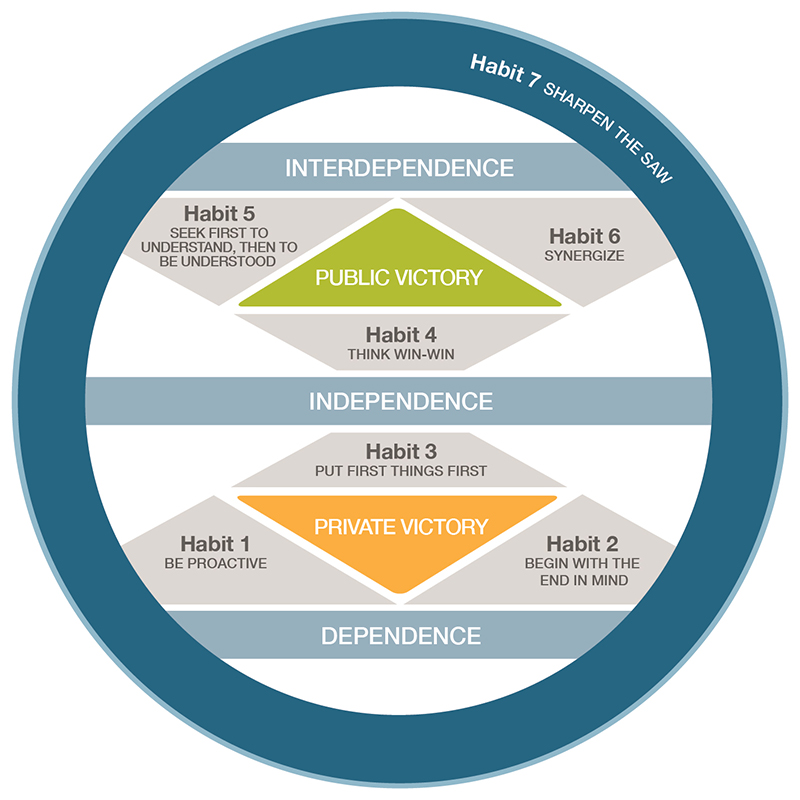 Habit 7 SHARPEN THE SAW
INTERDEPENDENCE
Habit 5
SEEK FIRST TO
UNDERSTAND, THEN TO
BE UNDERSTOOD
Habit 6
SYNERGIZE
PUBLIC VICTORY
Habit 4
THINK WIN-WIN
INDEPENDENCE
Habit 3
PUT FIRST THINGS FIRST
PRIVATE VICTORY
Habit 1
BE PROACTIVE
Habit 2
BEGIN WITH THE
END IN MIND
DEPENDENCE